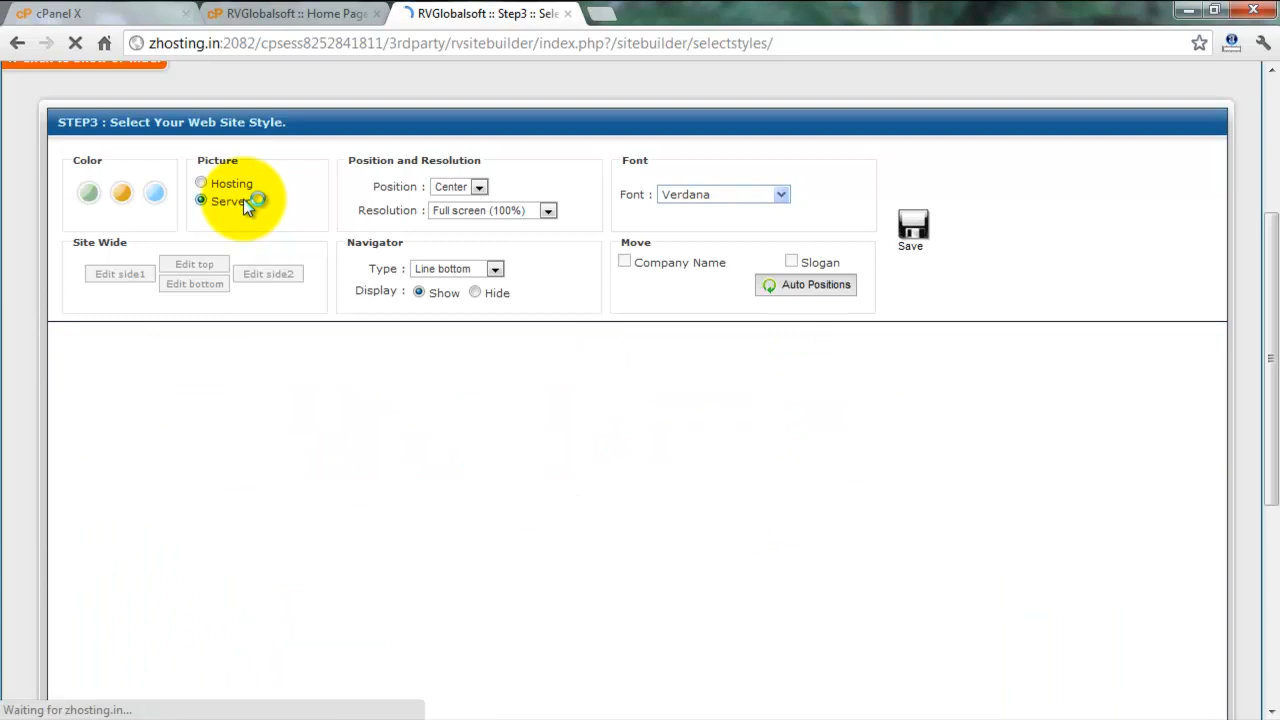 cPanel X
RVGlobalsoft :: Home Page
RVGlobalsoft :: Step3 :: Sele
zhosting.in:2082/cpsess8252841811/3rdparty/rvsitebuilder/index.php?/sitebuilder/selectstyles/
STEP3 : Select Your Web Site Style.
Color
Picture
Hosting
Serve
Position and Resolution
Position : Center
Resolution : Full screen (100%)
Font
Font : Verdana
Save
Site Wide
Edit side1
Edit top
Edit bottom
Edit side2
Navigator
Type : Line bottom
Display : Show Hide
Move
Company Name
Slogan
Auto Positions
Waiting for zhosting.in...